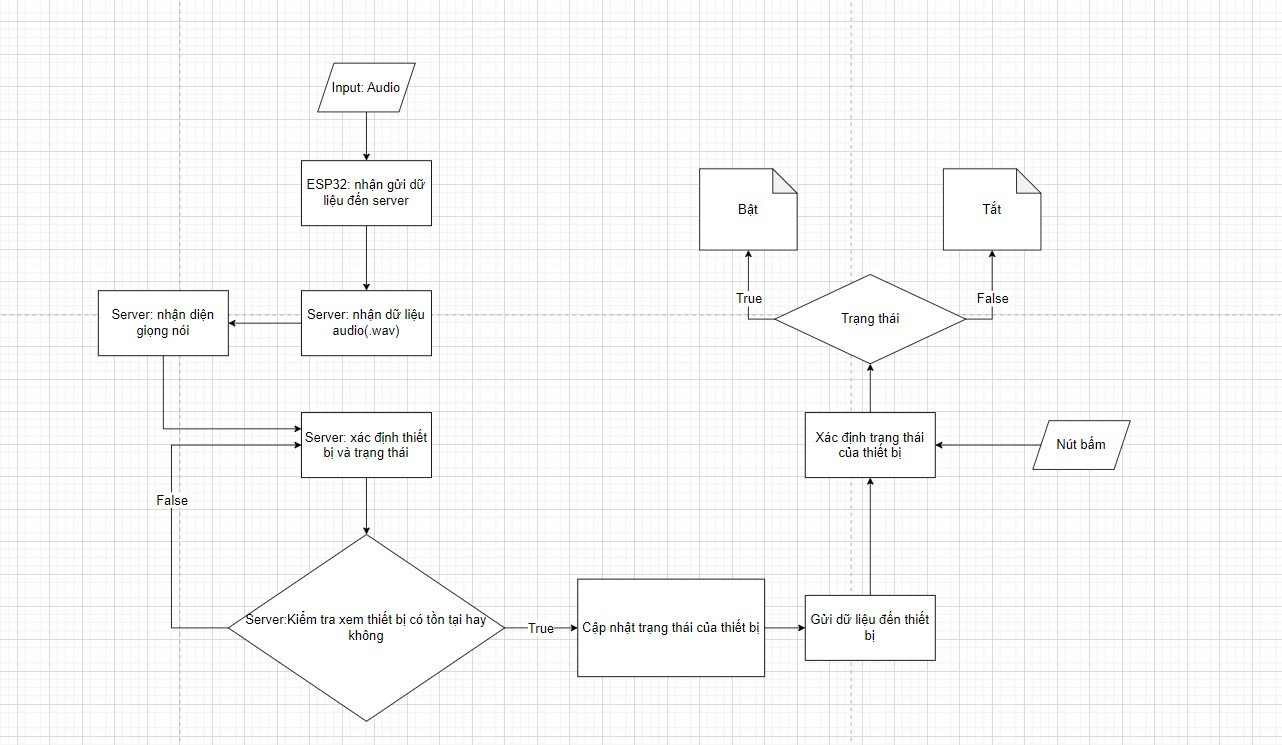 Input: Audio
ESP32: nhận gửi dữ
liệu đến server
Server: nhận dữ liệu
audio(.wav)
Server: nhận diện
giọng nói
Server: xác định thiết
bị và trạng thái
False
Server:Kiểm tra xem thiết bị có tồn tại hay
không
True
Cập nhật trạng thái của thiết bị
Gửi dữ liệu đến thiết
bị
Xác định trạng thái
của thiết bị
Nút bấm
Trạng thái
True
False
Bật
Tắt